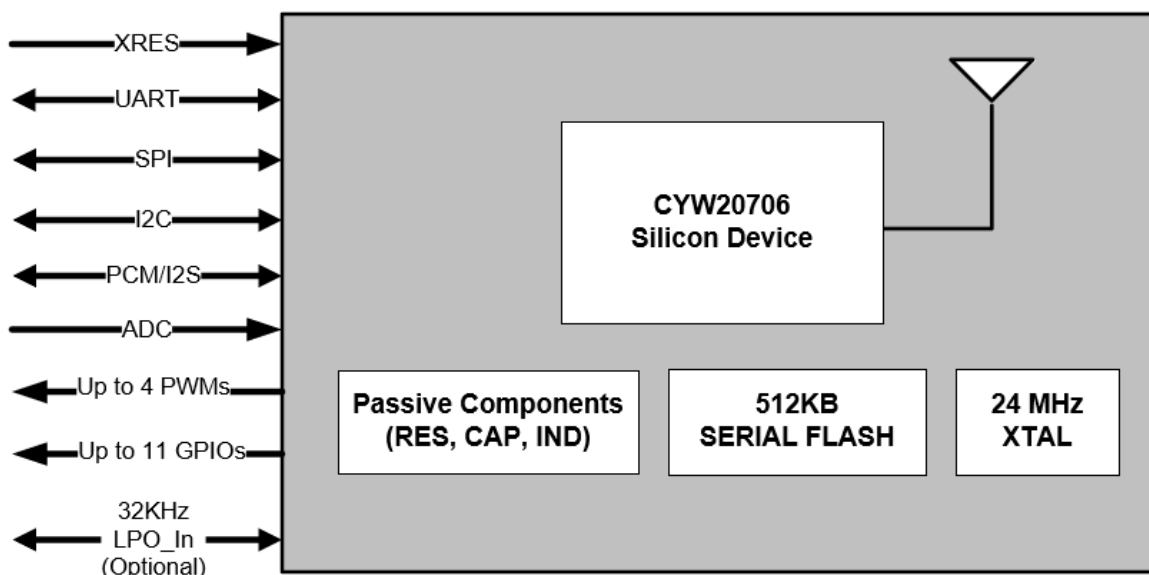 XRES
UART
SPI
I2C
PCM/I2S
ADC
Up to 4 PWMs
Up to 11 GPIOs
32KHz
LPO_In
(Optional)
CYW20706
Silicon Device
Passive Components
(RES, CAP, IND)
512KB
SERIAL FLASH
24 MHz
XTAL